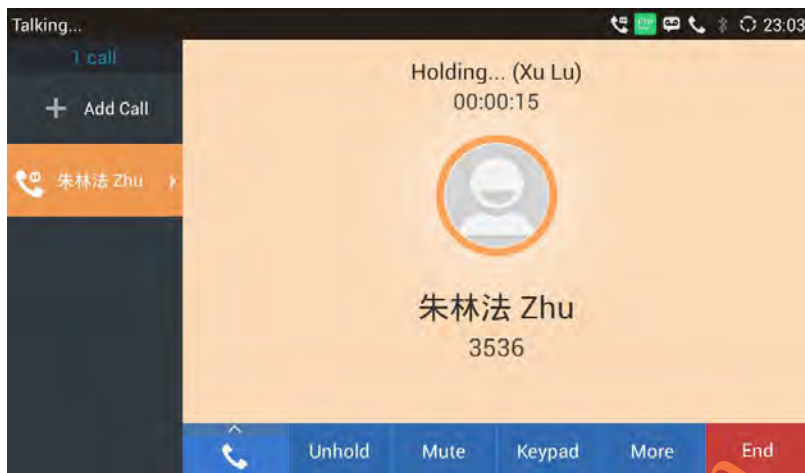 Talking...
23:03
1 call
Add Call
朱林法 Zhu
Holding... (Xu Lu)
00:00:15
朱林法 Zhu
3536
Unhold
Mute
Keypad
More
End